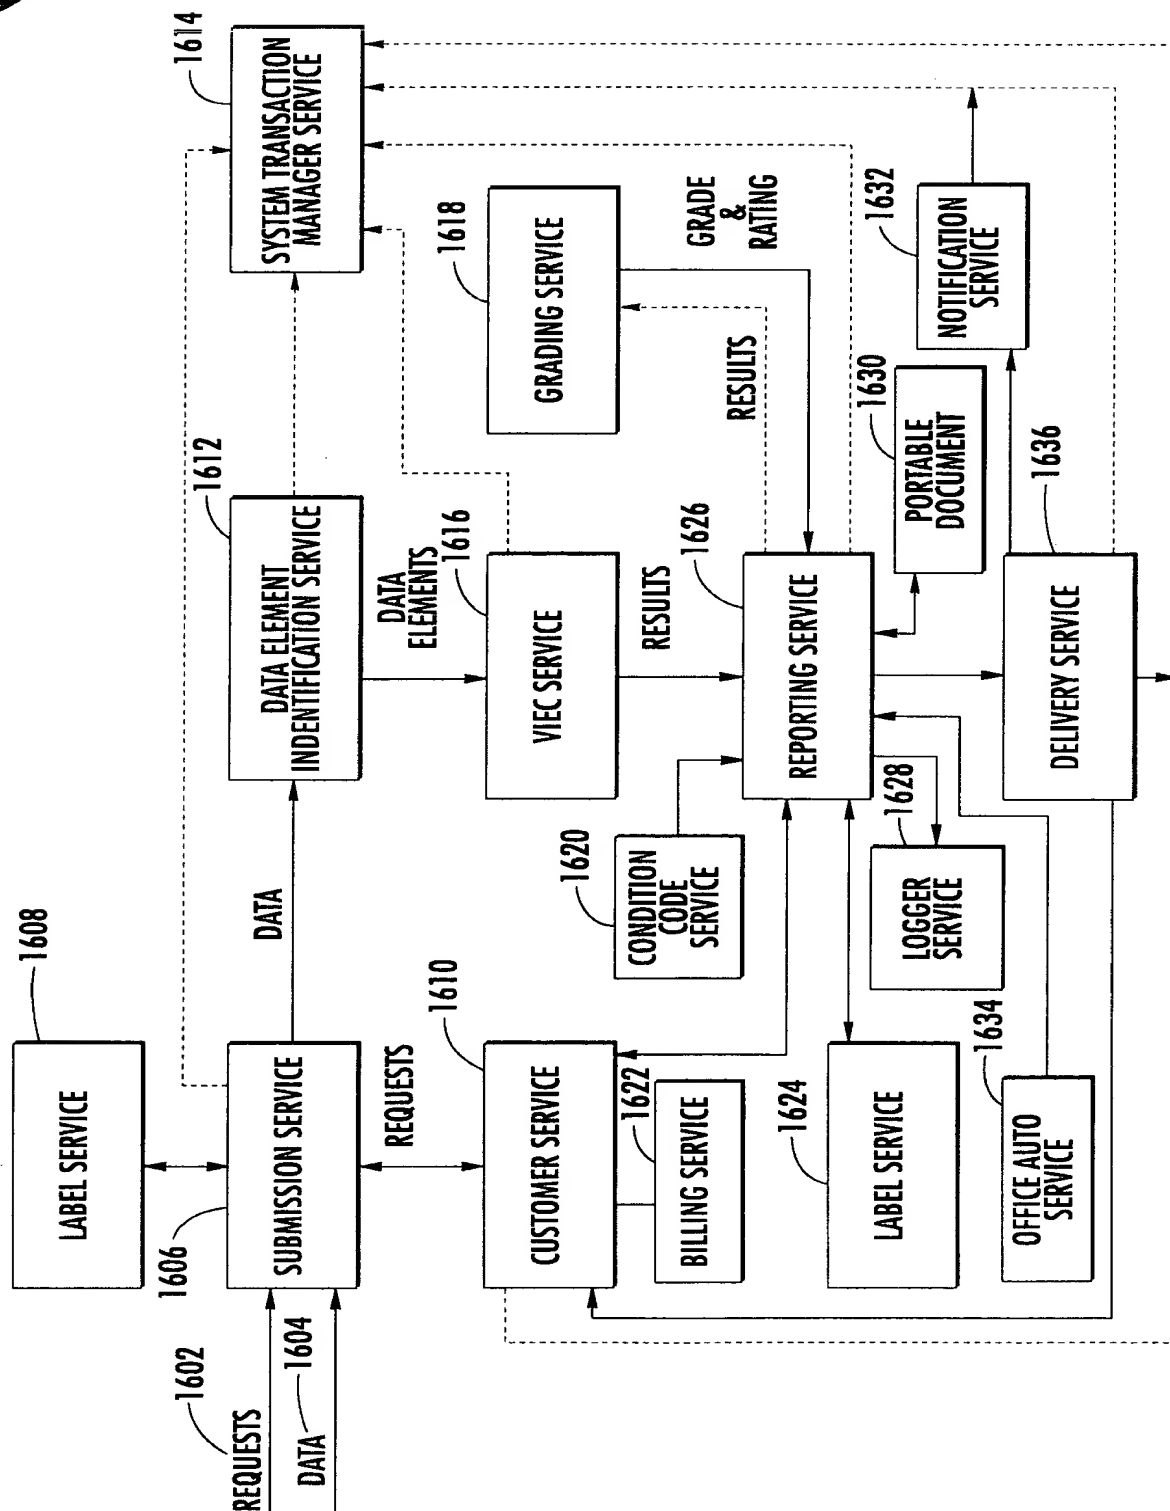 1602
REQUESTS
DATA
1604
1606
LABEL SERVICE
1608
SUBMISSION SERVICE
DATA
1612
DATA ELEMENT
INDENTIFICATION SERVICE
1614
SYSTEM TRANSACTION
MANAGER SERVICE
REQUESTS
1610
CUSTOMER SERVICE
DATA
ELEMENTS
1616
VIEC SERVICE
1618
GRADING SERVICE
1622
BILLING SERVICE
1620
CONDITION
CODE
SERVICE
RESULTS
1626
REPORTING SERVICE
RESULTS
GRADE
&
RATING
1624
LABEL SERVICE
1628
LOGGER
SERVICE
1630
PORTABLE
DOCUMENT
1632
NOTIFICATION
SERVICE
1634
OFFICE AUTO
SERVICE
1636
DELIVERY SERVICE